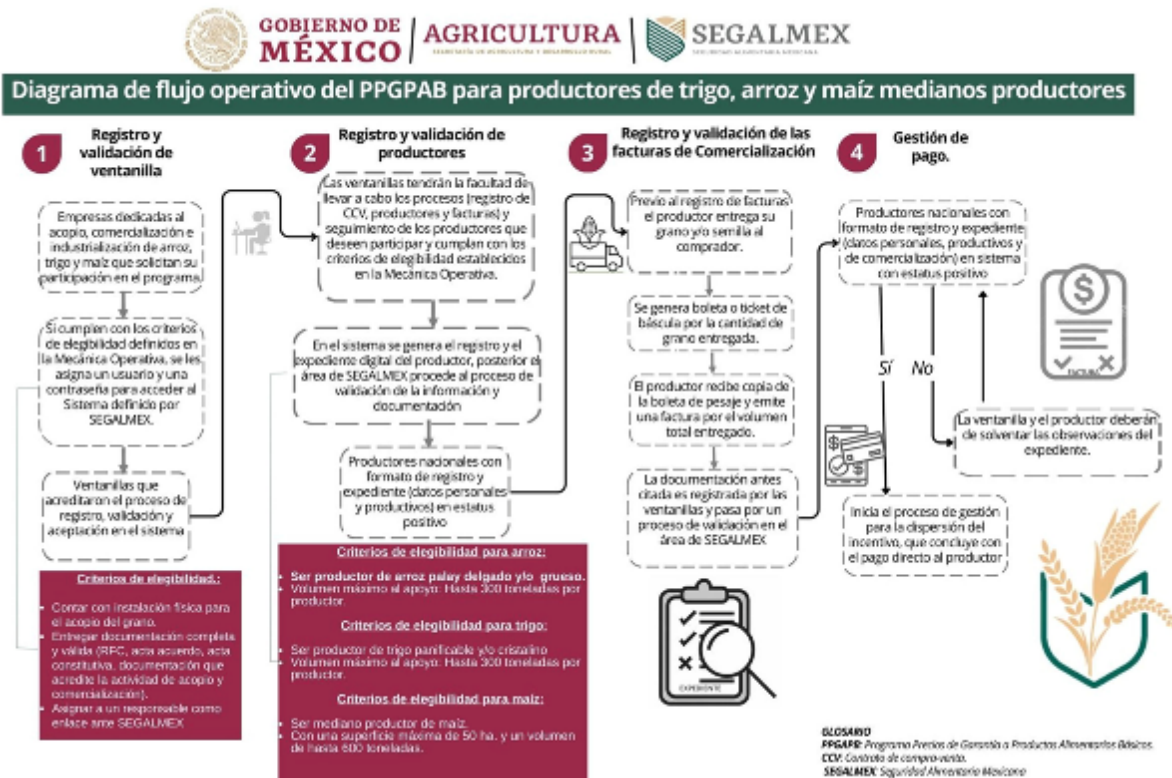 GOBIERNO DE
MÉXICO
AGRICULTURA
SECRETARÍA DE AGRICULTURA Y DESARROLLO RURAL
SEGALMEX
SEGURIDAD ALIMENTARIA MEXICANA
Diagrama de flujo operativo del PPGPAB para productores de trigo, arroz y maíz medianos productores
1
Registro y
validación de
ventanilla
Empresas dedicadas al
acopio, comercialización e
industrialización de arroz,
trigo y maíz que solicitan su
participación en el programa.
Si cumplen con los criterios
de elegibilidad definidos en
la Mecánica Operativa, se les
asigna un usuario y una
contraseña para acceder al
Sistema definido por
SEGALMEX.
Ventanillas que
acreditaron el proceso de
registro, validación y
aceptación en el sistema
Criterios de elegibilidad.:
• Contar con instalación física para
el acopio del grano.
• Entregar documentación completa
y válida (RFC, acta acuerdo, acta
constitutiva, documentación que
acredite la actividad de acopio y
comercialización).
• Asignar a un responsable como
enlace ante SEGALMEX
2
Registro y validación de
productores
Las ventanillas tendrán la facultad de
llevar a cabo los procesos (registro de
CCV, productores y facturas) y
seguimiento de los productores que
deseen participar y cumplan con los
criterios de elegibilidad establecidos
en la Mecánica Operativa.
En el sistema se genera el registro y el
expediente digital del productor, posterior el
área de SEGALMEX procede al proceso de
validación de la información y
documentación
Productores nacionales con
formato de registro y
expediente (datos personales
y productivos) en estatus
positivo
Criterios de elegibilidad para arroz:
• Ser productor de arroz palay delgado y/o grueso.
• Volumen máximo al apoyo: Hasta 300 toneladas por
productor.
Criterios de elegibilidad para trigo:
• Ser productor de trigo panificable y/o cristalino
• Volumen máximo al apoyo: Hasta 300 toneladas por
productor.
Criterios de elegibilidad para maíz:
• Ser mediano productor de maíz.
• Con una superficie máxima de 50 ha. y un volumen
de hasta 600 toneladas.
3
Registro y validación de las
facturas de Comercialización
Previo al registro de facturas
el productor entrega su
grano y/o semilla al
comprador.
Se genera boleta o ticket de
báscula por la cantidad de
grano entregada.
El productor recibe copia de
la boleta de pesaje y emite
una factura por el volumen
total entregado.
La documentación antes
citada es registrada por las
ventanillas y pasa por un
proceso de validación en el
área de SEGALMEX
EXPEDIENTE
4
Gestión de
pago.
Productores nacionales con
formato de registro y expediente
(datos personales, productivos y
de comercialización) en sistema
con estatus positivo
Sí
No
$
FACTURA
La ventanilla y el productor deberán
de solventar las observaciones del
expediente.
$
$
Inicia el proceso de gestión
para la dispersión del
incentivo, que concluye con
el pago directo al productor
GLOSARIO
PPGAPB: Programa Precios de Garantía a Productos Alimentarios Básicos.
CCV: Contrato de compra-venta.
SEGALMEX: Seguridad Alimentaria Mexicana